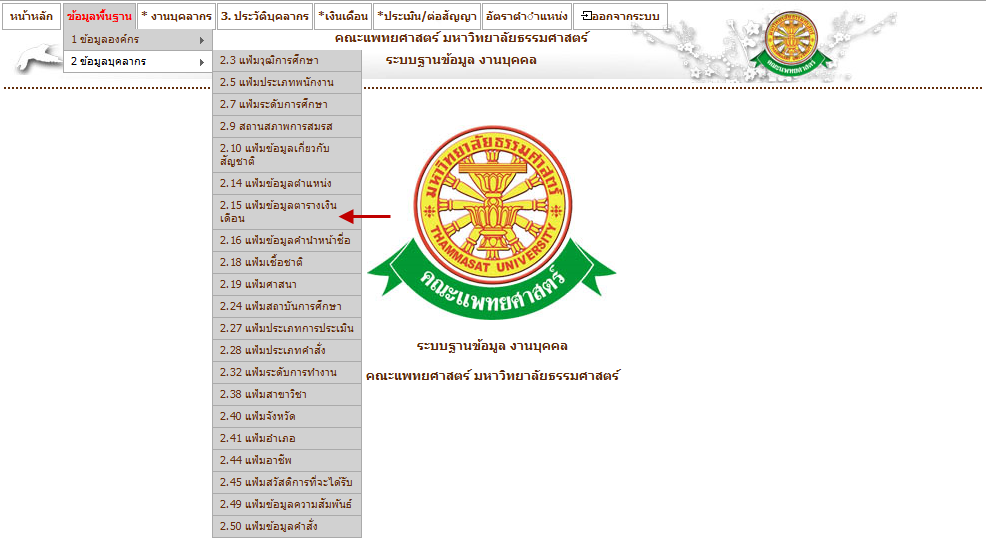 หน้าหลัก ข้อมูลพื้นฐาน * งานบุคลากร 3. ประวัติบุคลากร *เงินเดือน *ประเมิน/ต่อสัญญา อัตราตำแหน่ง ออกจากระบบ
คณะแพทยศาสตร์ มหาวิทยาลัยธรรมศาสตร์
ระบบฐานข้อมูล งานบุคคล
1 ข้อมูลองค์กร
2 ข้อมูลบุคลากร
2.3 แฟ้มวุฒิการศึกษา
2.5 แฟ้มประเภทพนักงาน
2.7 แฟ้มระดับการศึกษา
2.9 สถานสภาพการสมรส
2.10 แฟ้มข้อมูลเกี่ยวกับ
สัญชาติ
2.14 แฟ้มข้อมูลตำแหน่ง
2.15 แฟ้มข้อมูลตารางเงิน
เดือน
2.16 แฟ้มข้อมูลคำนำหน้าชื่อ
2.18 แฟ้มเชื้อชาติ
2.19 แฟ้มศาสนา
2.24 แฟ้มสถาบันการศึกษา
2.27 แฟ้มประเภทการประเมิน
2.28 แฟ้มประเภทคำสั่ง
2.32 แฟ้มระดับการทำงาน
2.38 แฟ้มสาขาวิชา
2.40 แฟ้มจังหวัด
2.41 แฟ้มอำเภอ
2.44 แฟ้มอาชีพ
2.45 แฟ้มสวัสดิการที่จะได้รับ
2.49 แฟ้มข้อมูลความสัมพันธ์
2.50 แฟ้มข้อมูลคำสั่ง
มหาวิทยาลัยธรรมศาสตร์
THAMMASAT UNIVERSITY
คณะแพทยศาสตร์
ระบบฐานข้อมูล งานบุคคล
คณะแพทยศาสตร์ มหาวิทยาลัยธรรมศาสตร์